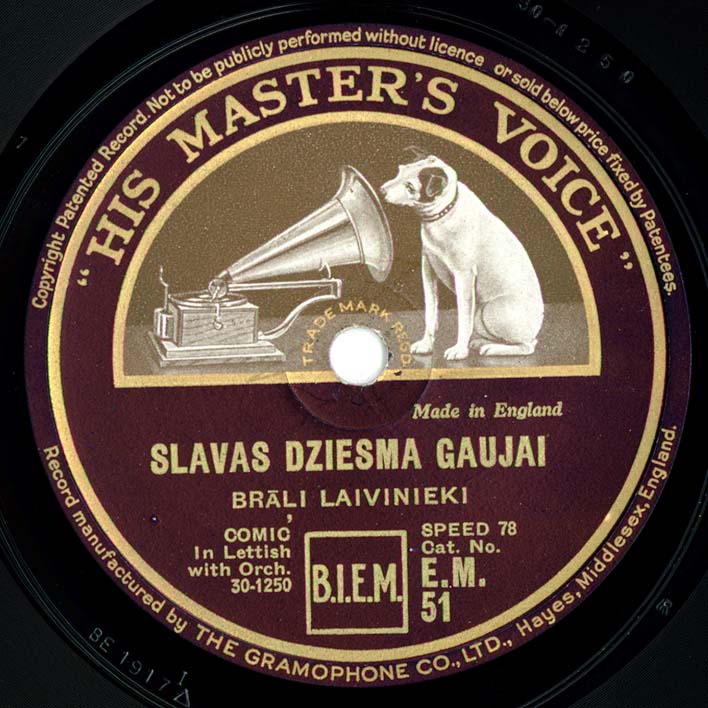 30-1250
Copyright Patented Record. Not to be publicly performed without licence or sold below price fixed by Patentees.
"HIS MASTER'S VOICE"
TRADE MARK REGD.
Made in England
SLAVAS DZIESMA GAUJAI
BRĀĻI LAIVINIEKI
COMIC
In Lettish
with Orch.
30-1250
B.I.E.M.
SPEED 78
Cat. No.
E.M.
51
Record manufactured by THE GRAMOPHONE CO., LTD., Hayes, Middlesex, England.
BE 1917 I